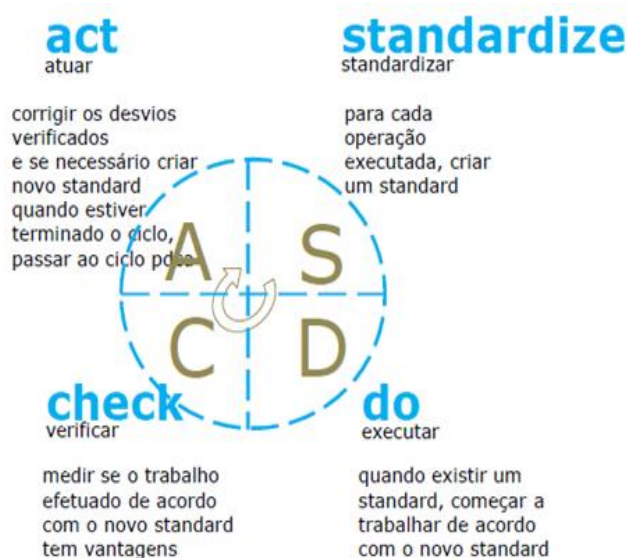 act
atuar
corrigir os desvios
verificados
e se necessário criar
novo standard
quando estiver
terminado o ciclo,
passar ao ciclo pdca
standardize
standardizar
para cada
operação
executada, criar
um standard
A
S
C
D
check
verificar
medir se o trabalho
efetuado de acordo
com o novo standard
tem vantagens
do
executar
quando existir um
standard, começar a
trabalhar de acordo
com o novo standard